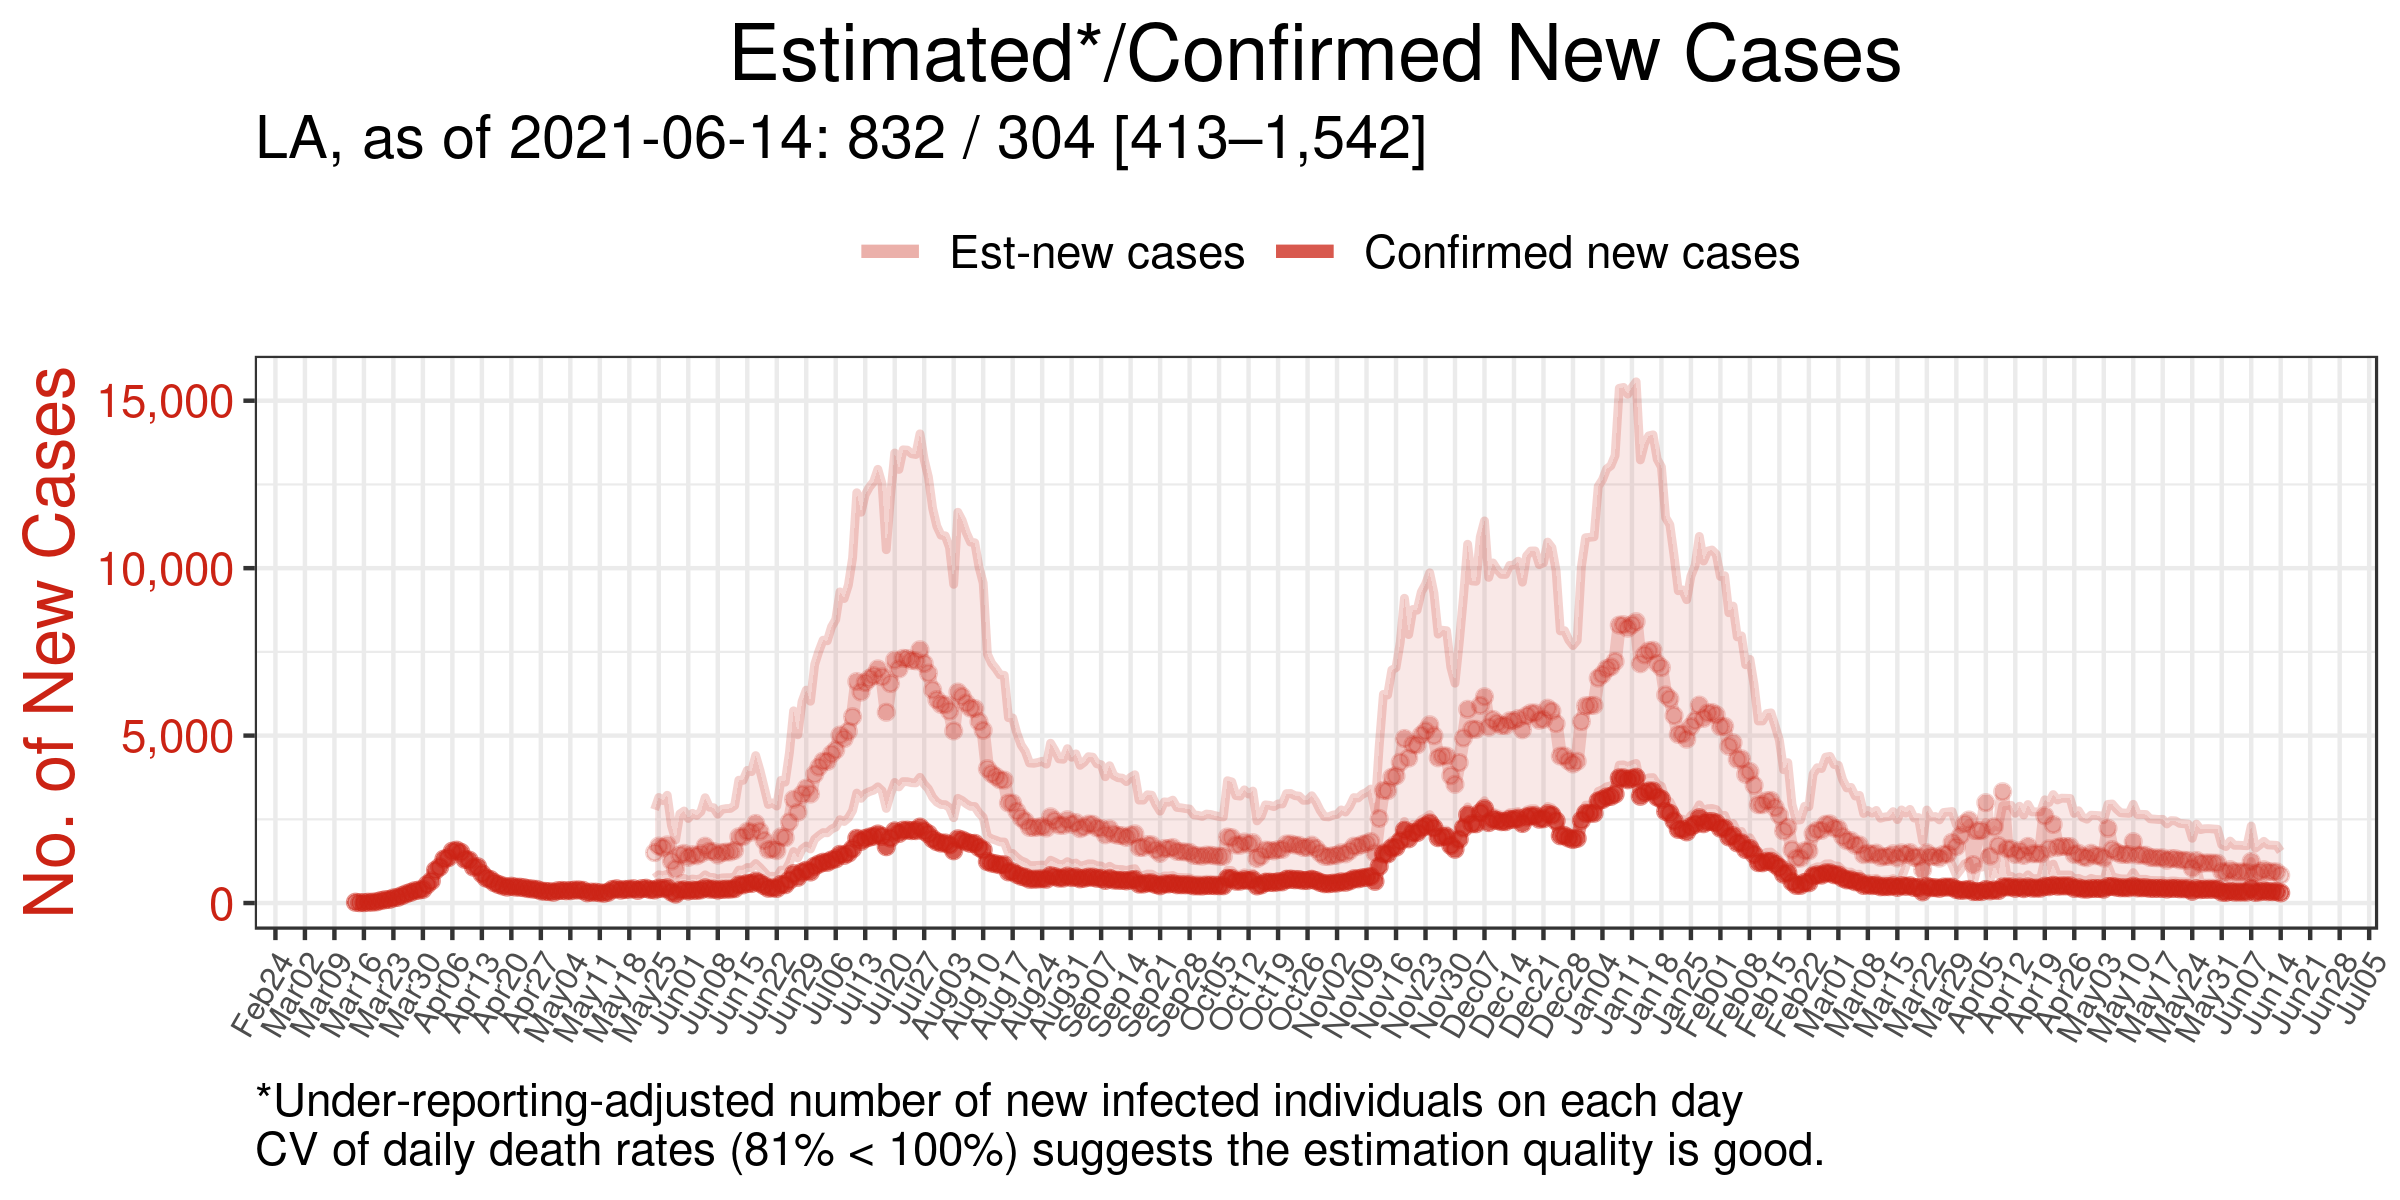 Estimated*/Confirmed New Cases
LA, as of 2021-06-14: 832 / 304 [413–1,542]
Est-new cases
Confirmed new cases
No. of New Cases
15,000
10,000
5,000
0
Feb24
Mar02
Mar09
Mar16
Mar23
Mar30
Apr06
Apr13
Apr20
Apr27
May04
May11
May18
May25
Jun01
Jun08
Jun15
Jun22
Jun29
Jul06
Jul13
Jul20
Jul27
Aug03
Aug10
Aug17
Aug24
Aug31
Sep07
Sep14
Sep21
Sep28
Oct05
Oct12
Oct19
Oct26
Nov02
Nov09
Nov16
Nov23
Nov30
Dec07
Dec14
Dec21
Dec28
Jan04
Jan11
Jan18
Jan25
Feb01
Feb08
Feb15
Feb22
Mar01
Mar08
Mar15
Mar22
Mar29
Apr05
Apr12
Apr19
Apr26
May03
May10
May17
May24
May31
Jun07
Jun14
Jun21
Jun28
Jul05
*Under-reporting-adjusted number of new infected individuals on each day
CV of daily death rates (81% < 100%) suggests the estimation quality is good.